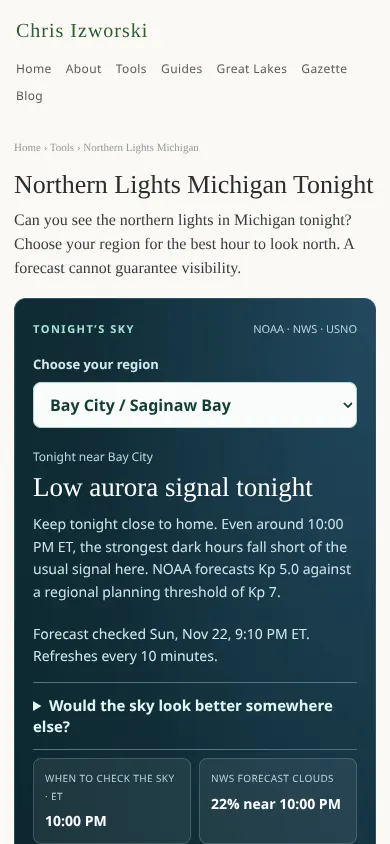 Chris Izworski
Home About Tools Guides Great Lakes Gazette
Blog
Home › Tools › Northern Lights Michigan
Northern Lights Michigan Tonight
Can you see the northern lights in Michigan tonight?
Choose your region for the best hour to look north. A
forecast cannot guarantee visibility.
TONIGHT'S SKY NOAA · NWS · USNO
Choose your region
Bay City / Saginaw Bay
Tonight near Bay City
Low aurora signal tonight
Keep tonight close to home. Even around 10:00
PM ET, the strongest dark hours fall short of the
usual signal here. NOAA forecasts Kp 5.0 against
a regional planning threshold of Kp 7.
Forecast checked Sun, Nov 22, 9:10 PM ET.
Refreshes every 10 minutes.
Would the sky look better somewhere
else?
WHEN TO CHECK THE SKY
· ET
10:00 PM
NWS FORECAST CLOUDS
22% near 10:00 PM